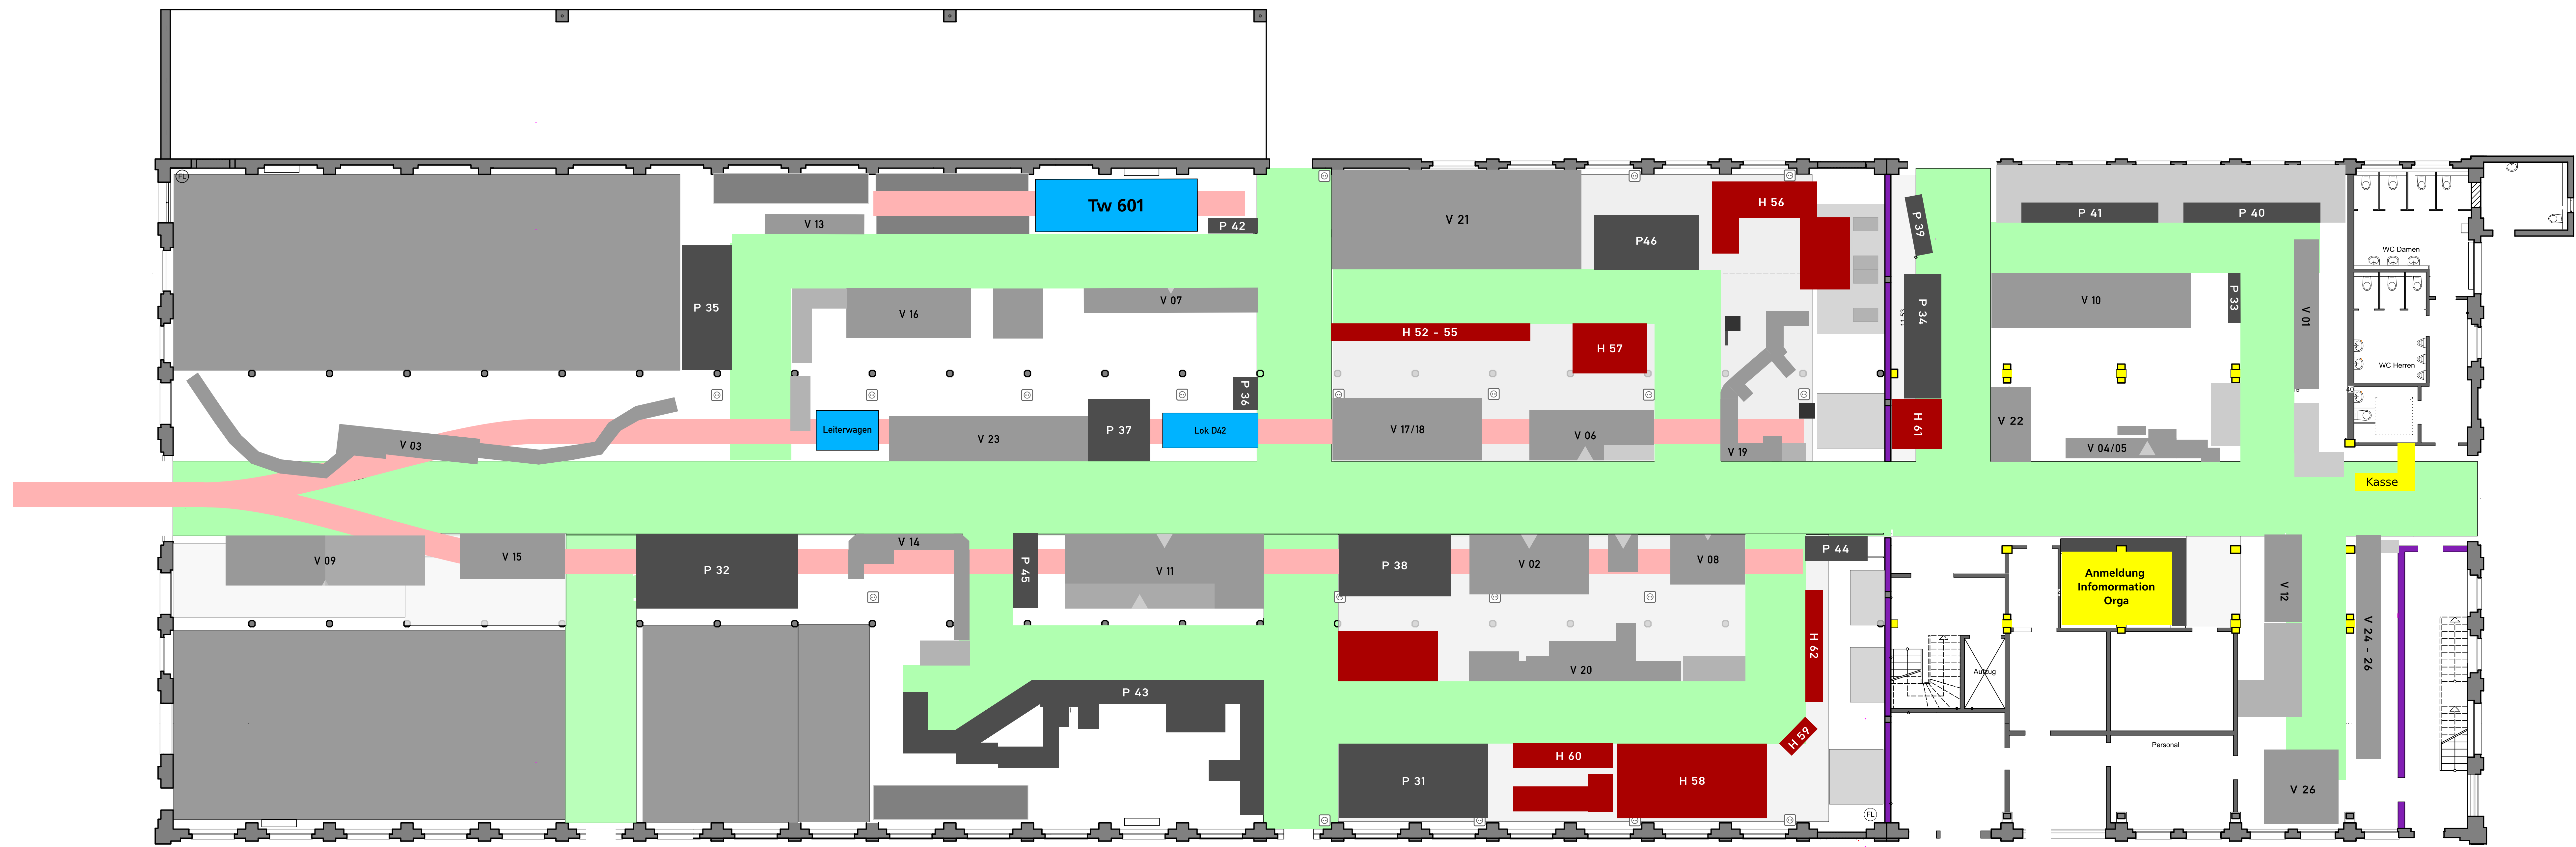 FL
Tw 601
V 13
P 42
V 21
P46
H 56
P 39
P 41
P 40
WC Damen
P 35
V 16
V 07
H 52 - 55
H 57
P 34
V 10
P 33
V 01
WC Herren
P 36
Leiterwagen
V 23
P 37
Lok D42
V 17/18
V 06
V 19
H 61
V 22
V 04/05
V 03
Kasse
V 09
V 15
P 32
V 14
P 45
V 11
P 38
V 02
V 08
P 44
Anmeldung
Infomormation
Orga
V 12
V 24 - 26
H 62
V 20
Aufzug
P 43
H 59
Personal
P 31
H 60
H 58
V 26
FL